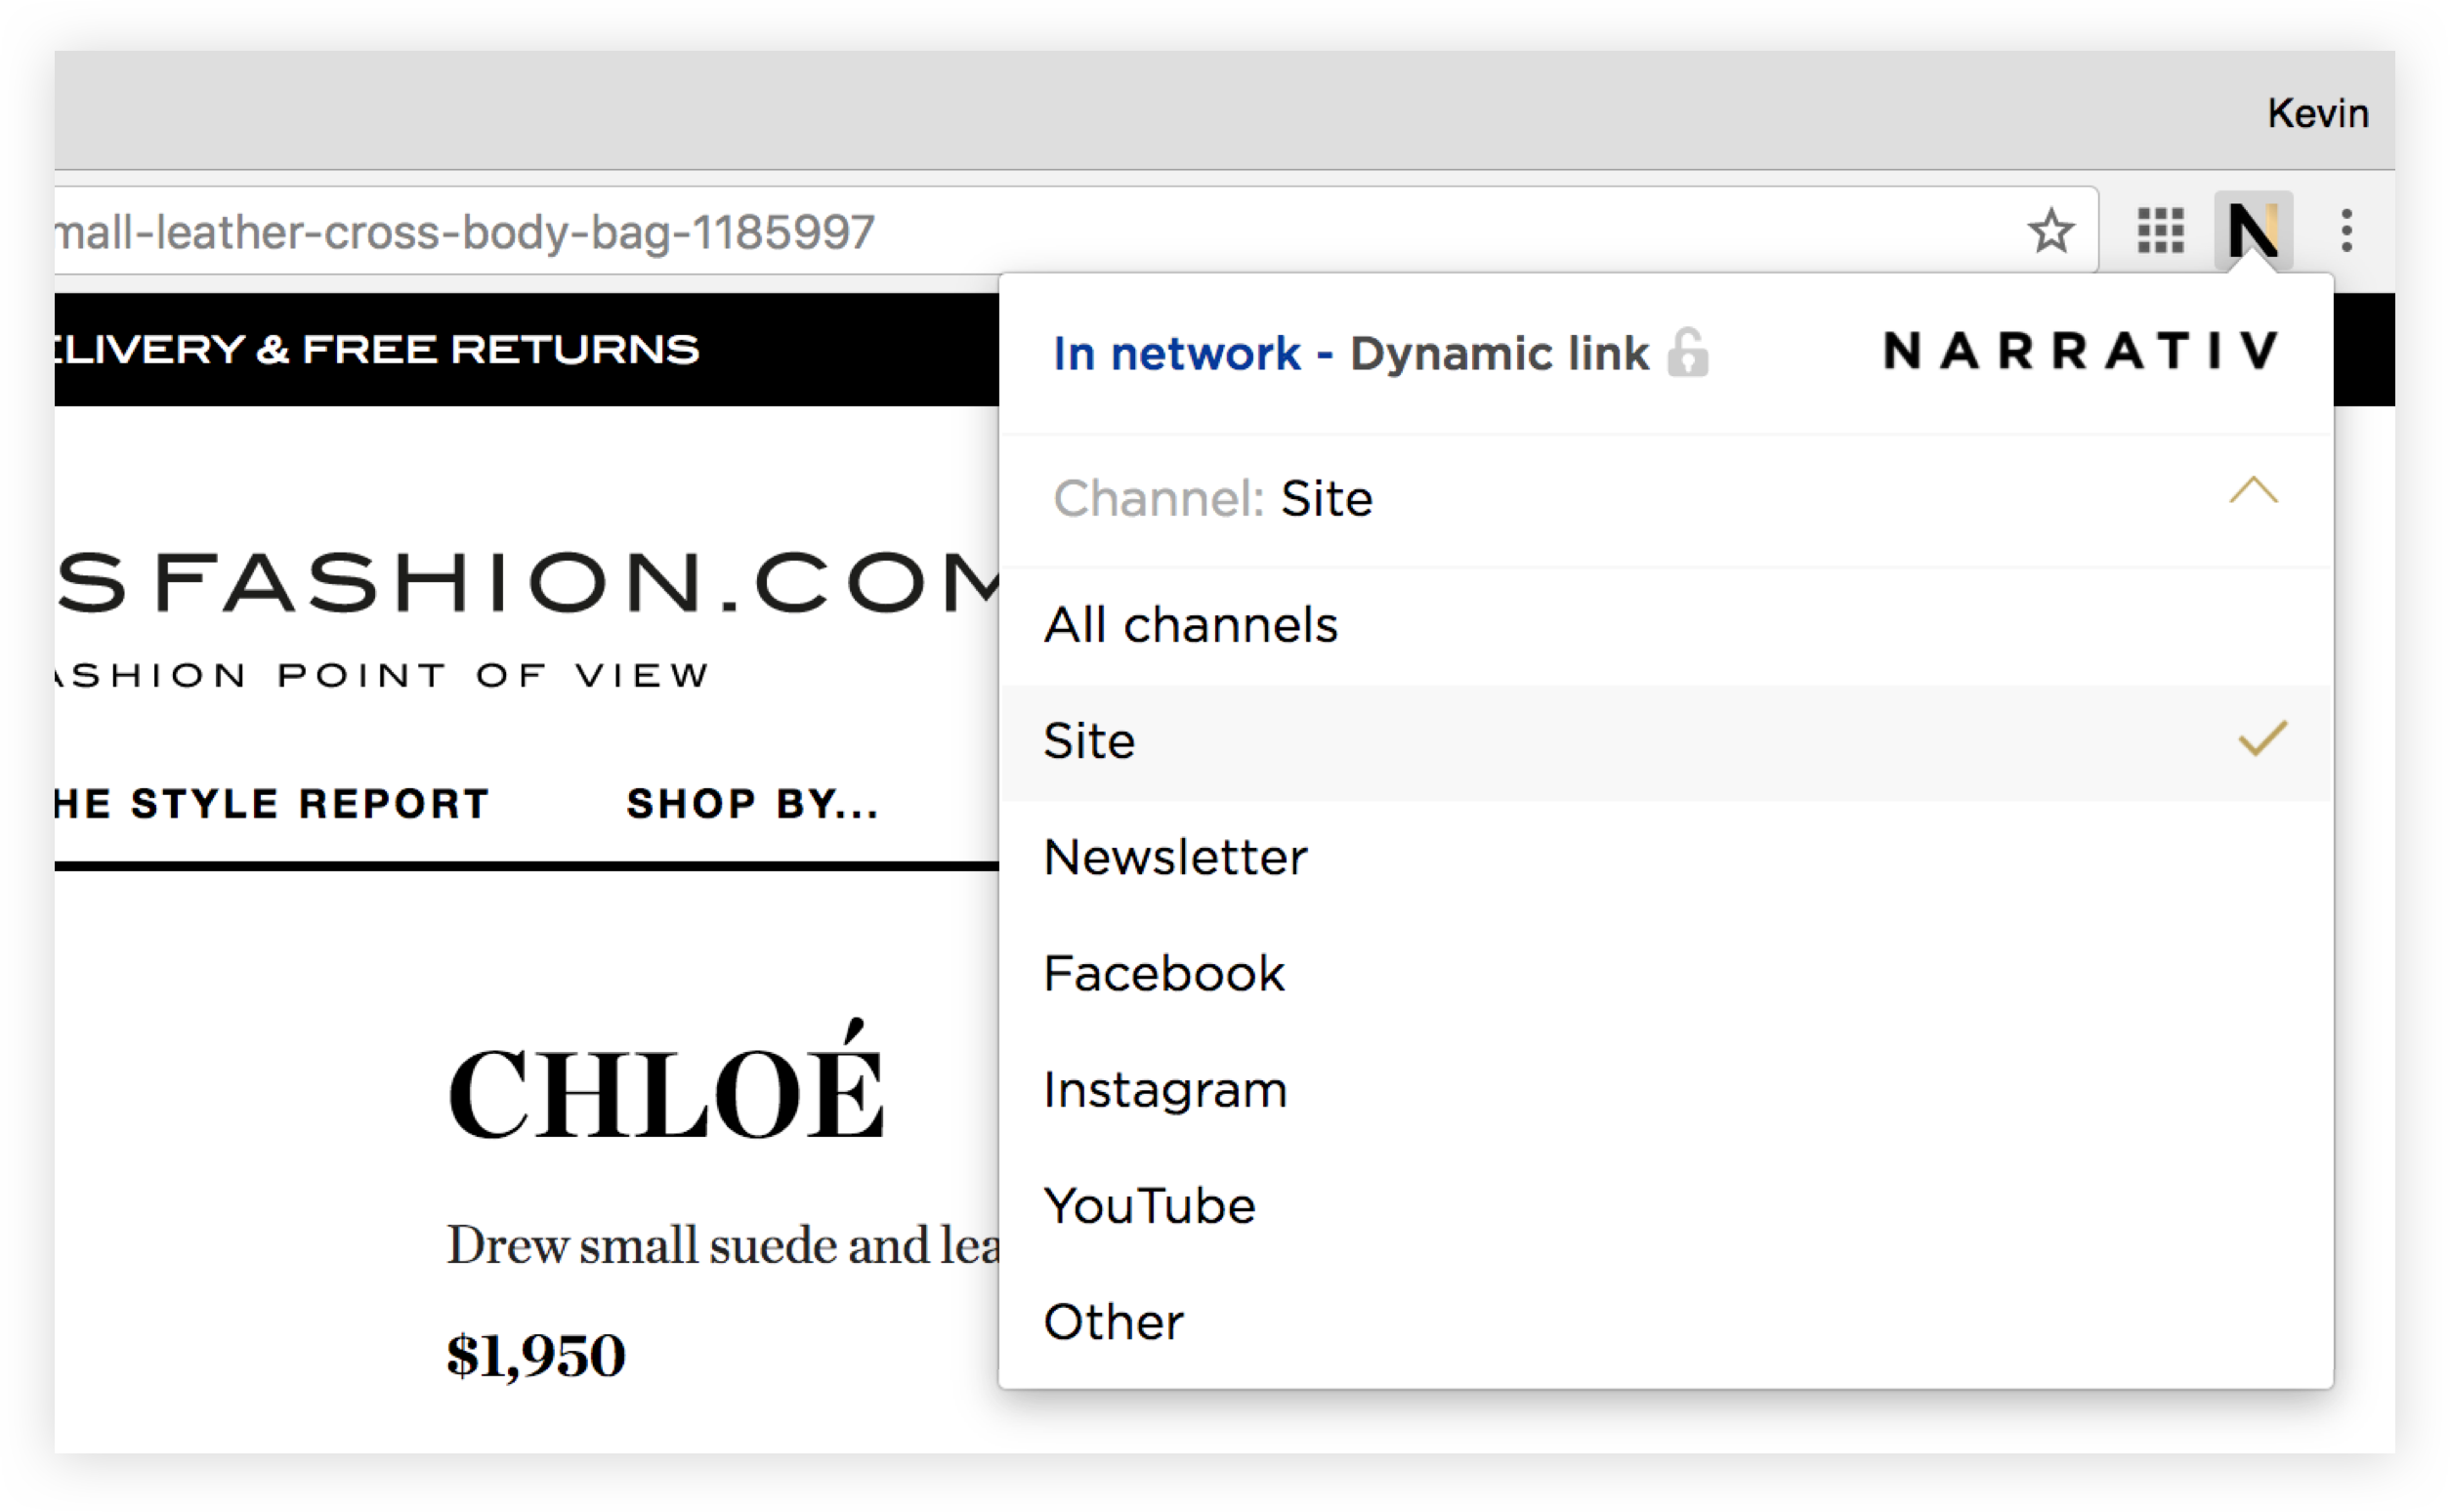 Kevin
mall-leather-cross-body-bag-1185997
N
ELIVERY & FREE RETURNS
In network - Dynamic link
NARRATIV
Channel: Site
SFASHION.COM
ASHION POINT OF VIEW
All channels
Site
HE STYLE REPORT
SHOP BY...
Newsletter
Facebook
CHLOÉ
Instagram
Drew small suede and lea
YouTube
$1,950
Other